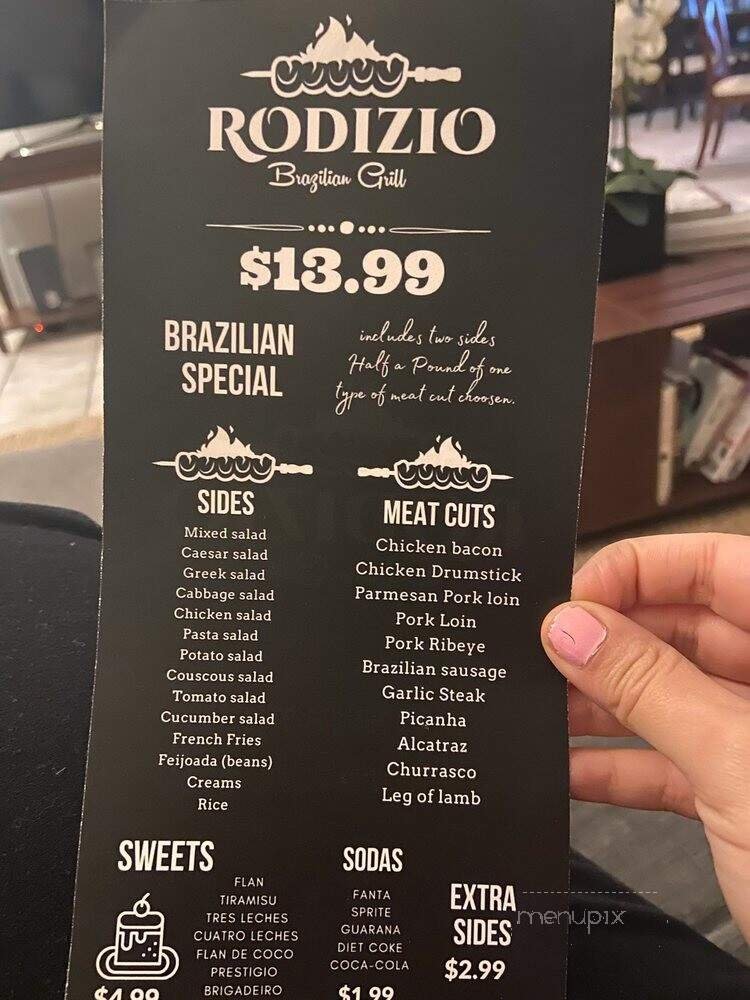 RODIZIO
Brazilian Grill
$13.99
BRAZILIAN
SPECIAL
includes two sides
Half a Pound of one
type of meat cut choosen.
SIDES
Mixed salad
Caesar salad
Greek salad
Cabbage salad
Chicken salad
Pasta salad
Potato salad
Couscous salad
Tomato salad
Cucumber salad
French Fries
Feijoada (beans)
Creams
Rice
MEAT CUTS
Chicken bacon
Chicken Drumstick
Parmesan Pork loin
Pork Loin
Pork Ribeye
Brazilian sausage
Garlic Steak
Picanha
Alcatraz
Churrasco
Leg of lamb
SWEETS
FLAN
TIRAMISU
TRES LECHES
CUATRO LECHES
FLAN DE COCO
PRESTIGIO
BRIGADEIRO
$4.99
SODAS
FANTA
SPRITE
GUARANA
DIET COKE
COCA-COLA
$1.99
EXTRA
SIDES
$2.99
menupix